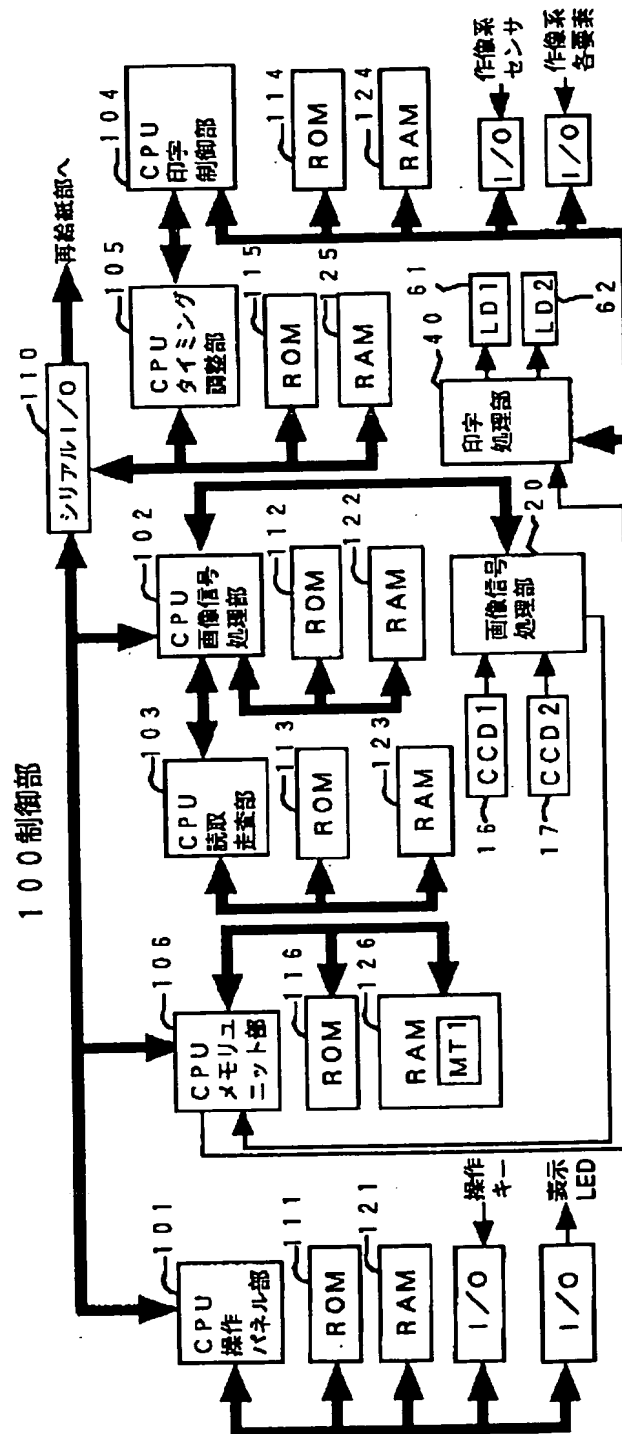 100制御部
101
CPU
操作
パネル部
111
ROM
121
RAM
I/O
操作
キー
I/O
表示
LED
106
CPU
メモリュ
ニット部
116
ROM
126
RAM
MT1
103
CPU
読取
走査部
113
ROM
123
RAM
102
CPU
画像信号
処理部
112
ROM
122
RAM
16
CCD1
17
CCD2
画像信号
処理部
20
110
シリアルI/O
再給紙部へ
105
CPU
タイミング
調整部
115
ROM
125
RAM
104
CPU
印字
制御部
114
ROM
124
RAM
I/O
作像系
センサ
I/O
作像系
各要素
40
印字
処理部
61
LD1
LD2
62